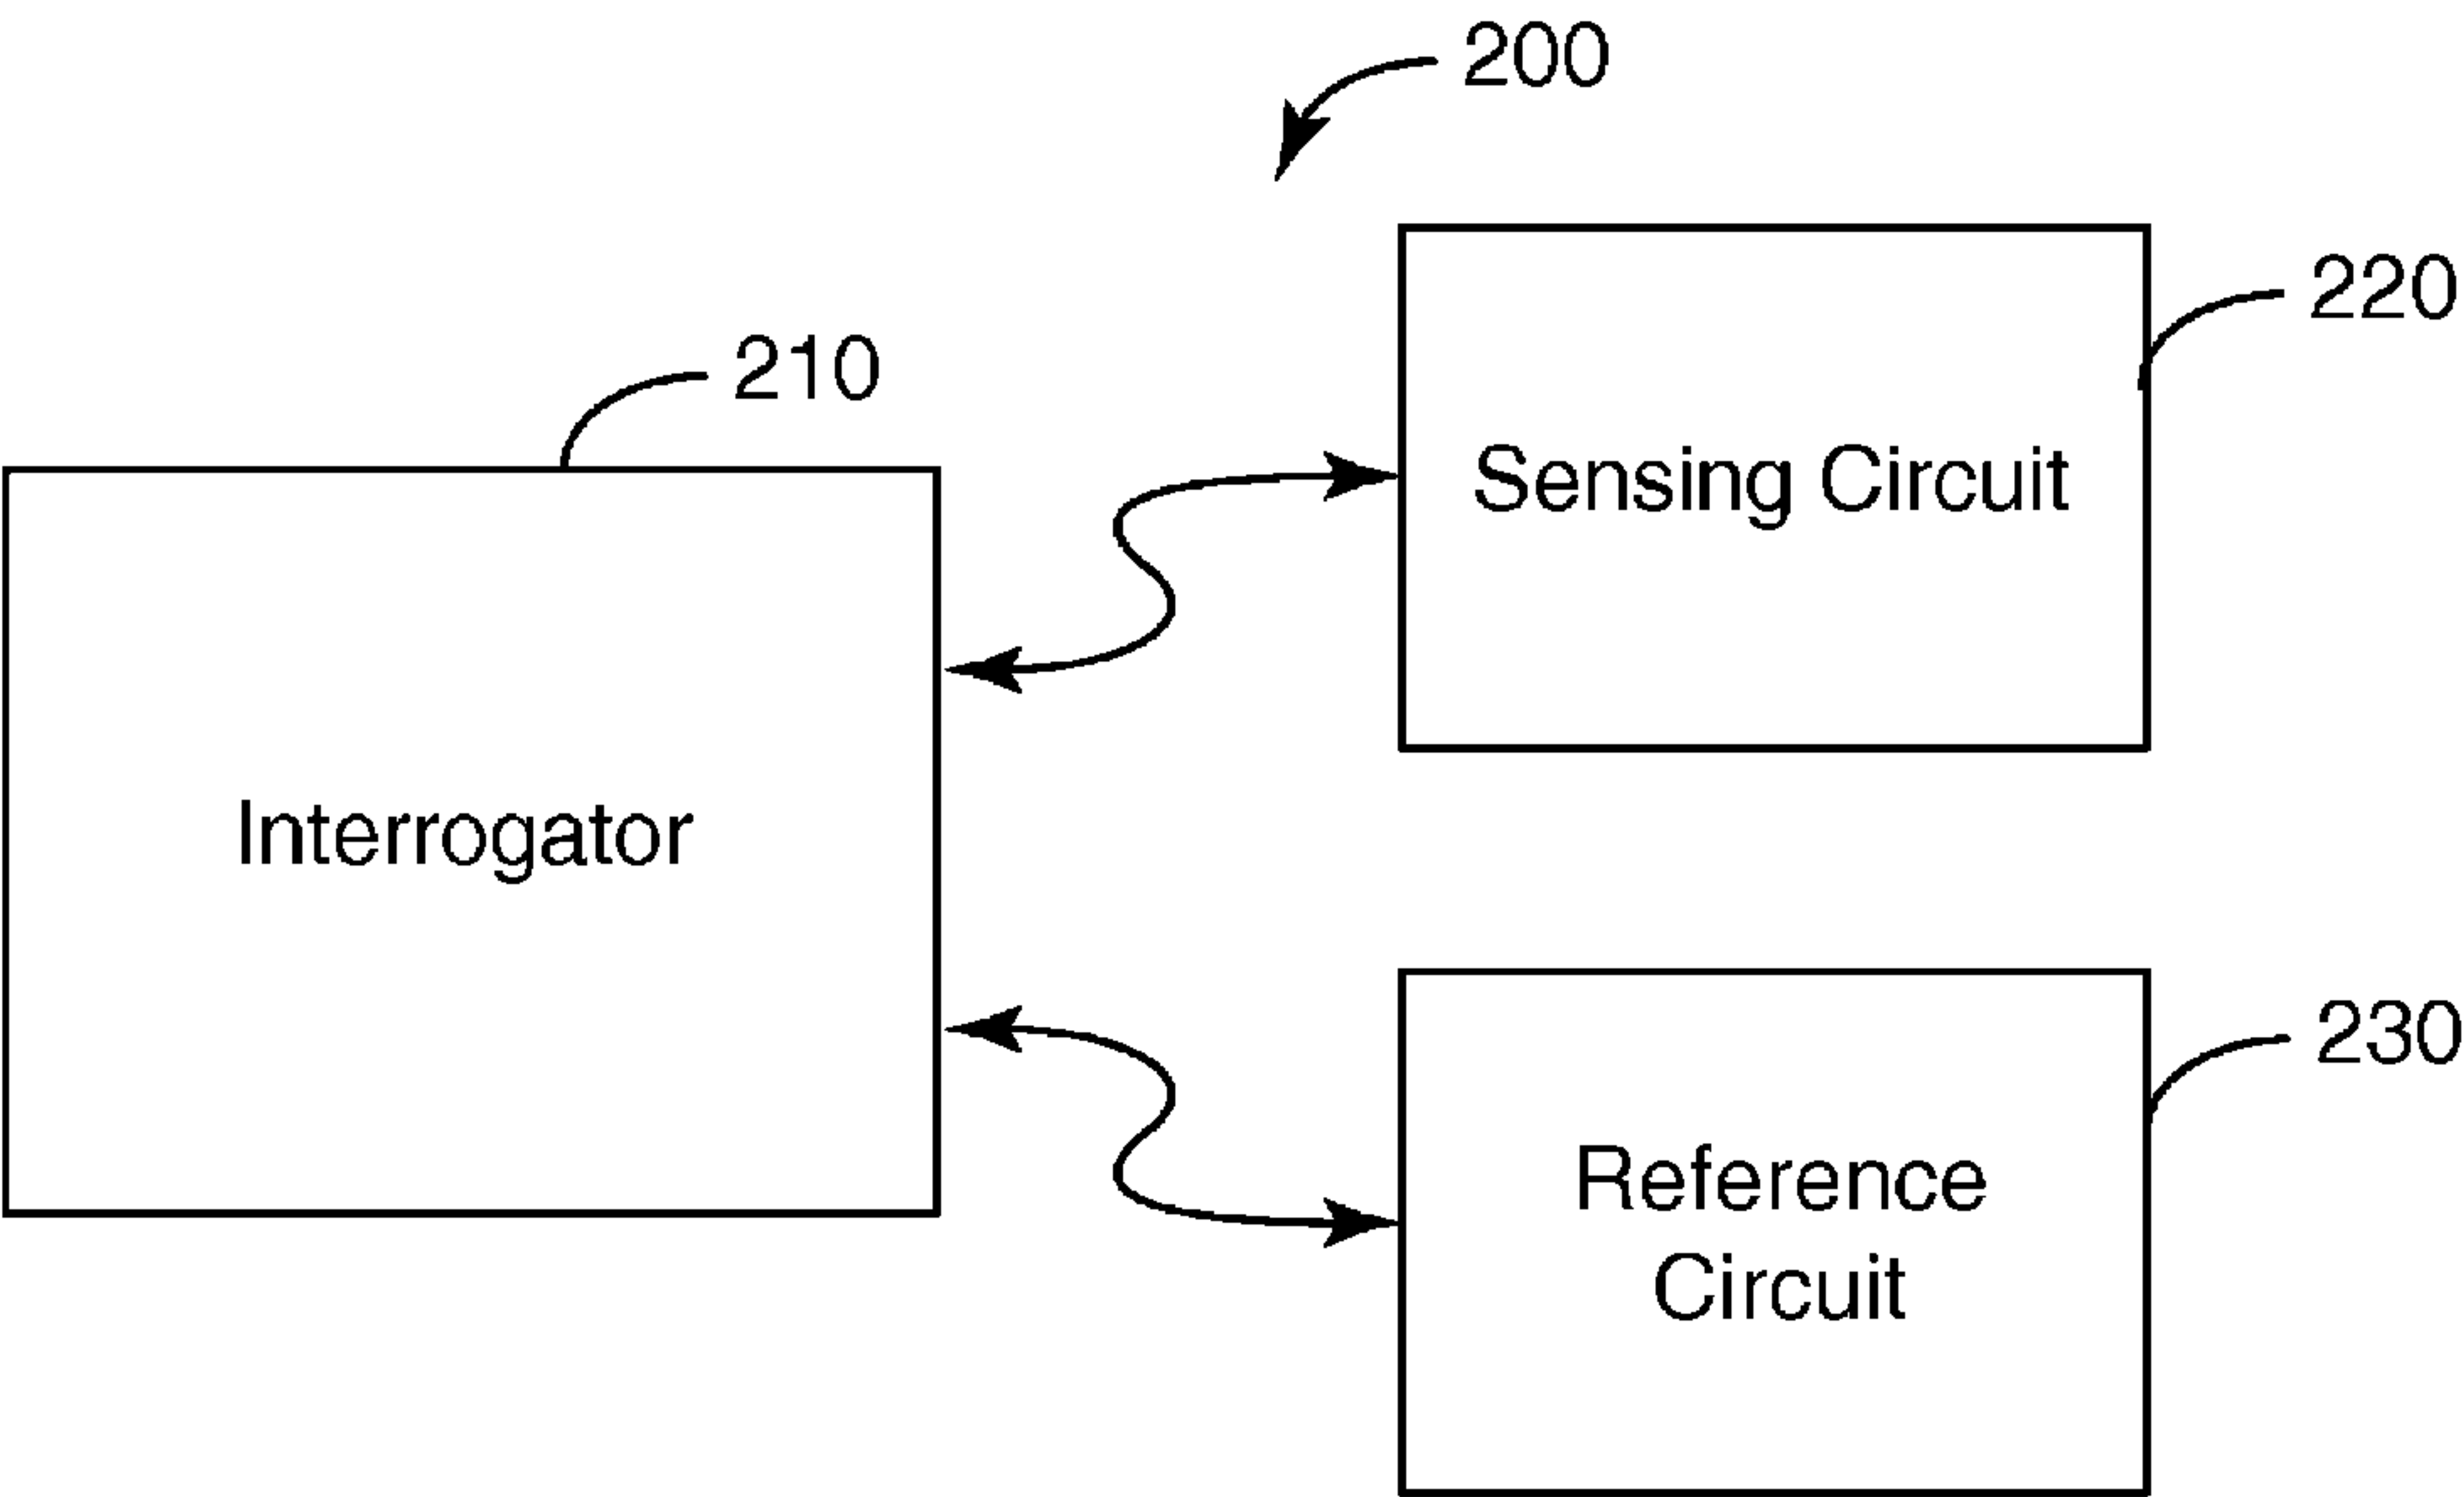 200
220
210
Sensing Circuit
Interrogator
230
Reference
Circuit